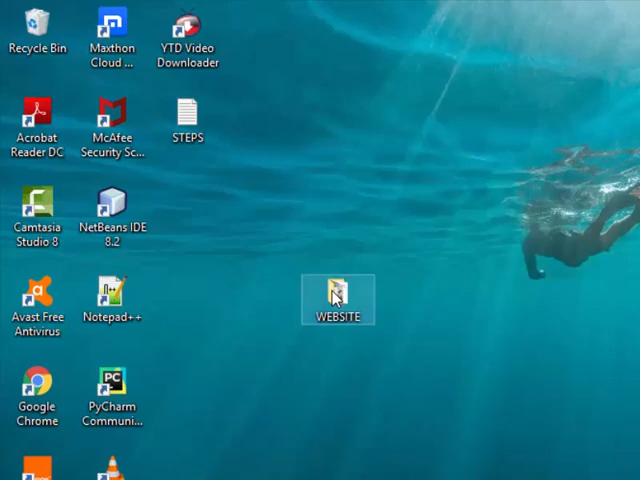 Recycle Bin
Maxthon
Cloud ...
YTD Video
Downloader
Acrobat
Reader DC
McAfee
Security Sc...
STEPS
Camtasia
Studio 8
NetBeans IDE
8.2
Avast Free
Antivirus
Notepad++
WEBSITE
Google
Chrome
PC
PyCharm
Communi...